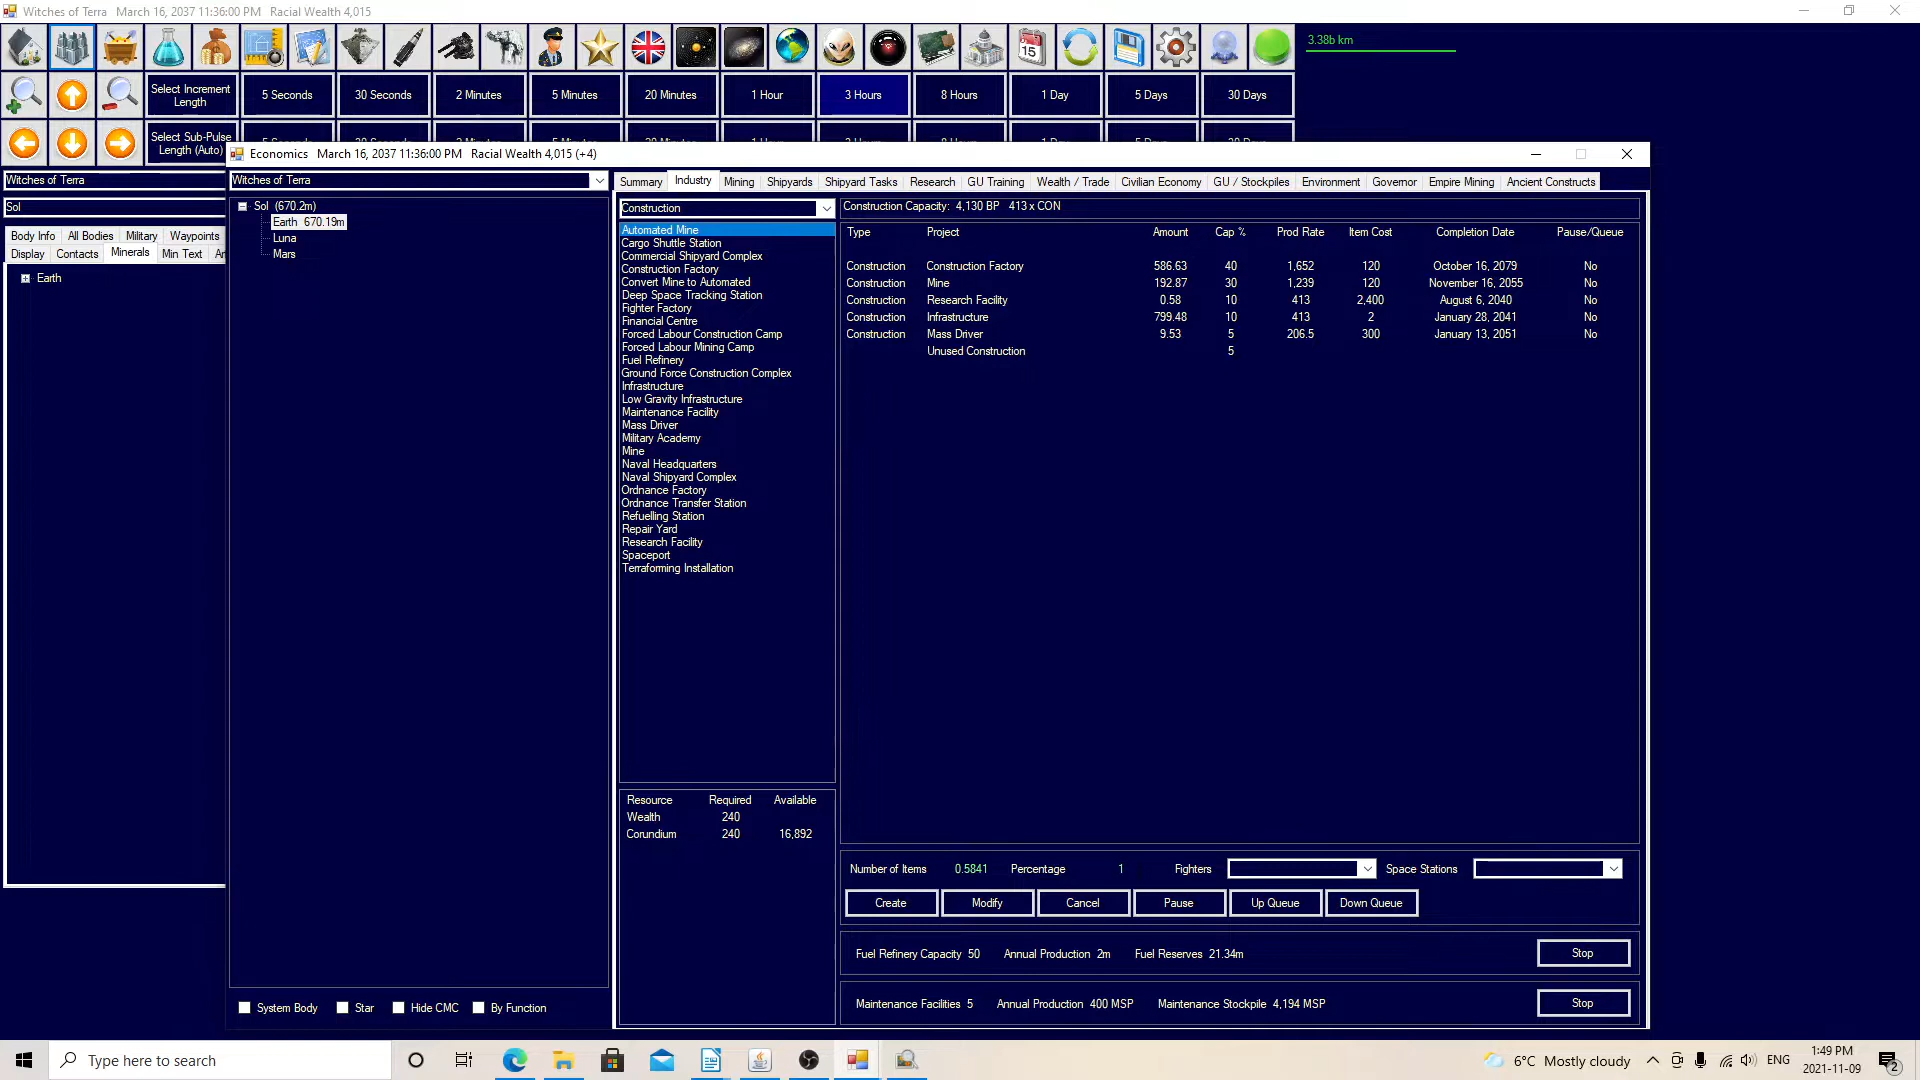 Witches of Terra   March 16, 2037 11:36:00 PM   Racial Wealth 4,015
15
3.38b km
Select Increment Length
5 Seconds
30 Seconds
2 Minutes
5 Minutes
20 Minutes
1 Hour
3 Hours
8 Hours
1 Day
5 Days
30 Days
Select Sub-Pulse Length (Auto)
Witches of Terra
Sol
Body Info   All Bodies   Military   Waypoints
Display   Contacts   Minerals   Min Text
Earth
Economics   March 16, 2037 11:36:00 PM   Racial Wealth 4,015 (+4)
Witches of Terra
Sol  (670.2m)
Earth  670.19m
Luna
Mars
System Body   Star   Hide CMC   By Function
Summary   Industry   Mining   Shipyards   Shipyard Tasks   Research   GU Training   Wealth / Trade   Civilian Economy   GU / Stockpiles   Environment   Governor   Empire Mining   Ancient Constructs
Construction
Automated Mine
Cargo Shuttle Station
Commercial Shipyard Complex
Construction Factory
Convert Mine to Automated
Deep Space Tracking Station
Fighter Factory
Financial Centre
Forced Labour Construction Camp
Forced Labour Mining Camp
Fuel Refinery
Ground Force Construction Complex
Infrastructure
Low Gravity Infrastructure
Maintenance Facility
Mass Driver
Military Academy
Mine
Naval Headquarters
Naval Shipyard Complex
Ordnance Factory
Ordnance Transfer Station
Refuelling Station
Repair Yard
Research Facility
Spaceport
Terraforming Installation
Resource   Required   Available
Wealth   240
Corundium   240   16,892
Construction Capacity:  4,130 BP   413 x CON
Type   Project   Amount   Cap %   Prod Rate   Item Cost   Completion Date   Pause/Queue
Construction   Construction Factory   586.63   40   1,652   120   October 16, 2079   No
Construction   Mine   192.87   30   1,239   120   November 16, 2055   No
Construction   Research Facility   0.58   10   413   2,400   August 6, 2040   No
Construction   Infrastructure   799.48   10   413   2   January 28, 2041   No
Construction   Mass Driver   9.53   5   206.5   300   January 13, 2051   No
Unused Construction   5
Number of Items   0.5841   Percentage   1   Fighters   Space Stations
Create   Modify   Cancel   Pause   Up Queue   Down Queue
Fuel Refinery Capacity  50   Annual Production  2m   Fuel Reserves  21.34m   Stop
Maintenance Facilities  5   Annual Production  400 MSP   Maintenance Stockpile  4,194 MSP   Stop
Type here to search
6°C  Mostly cloudy
ENG
1:49 PM
2021-11-09
2